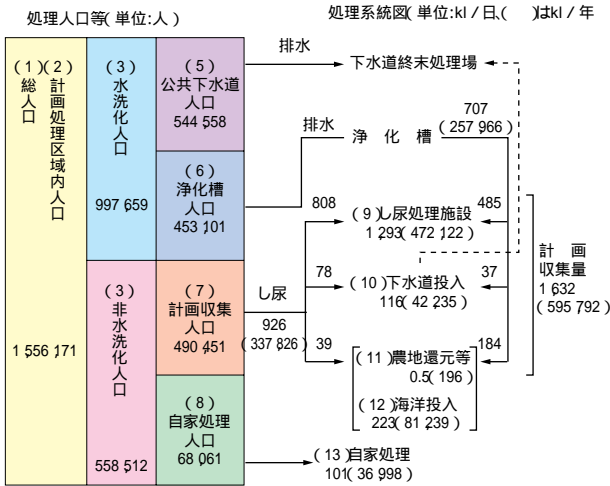 処理人口等(単位:人)
処理系統図(単位:kl/日、( )はkl/年
(1)総人口
(2)計画処理区域内人口
1,556,171
(3)水洗化人口
997,659
(3)非水洗化人口
558,512
(5)
公共下水道
人口
544,558
(6)
浄化槽
人口
453,101
(7)
計画収集
人口
490,451
(8)
自家処理
人口
68,061
排水
下水道終末処理場
排水
浄化槽
707
(257,966)
し尿
926
(337,826)
808
(9)し尿処理施設
1,293(472,122)
485
78
(10)下水道投入
116(42,235)
37
39
(11)農地還元等
0.5(196)
184
(12)海洋投入
223(81,239)
(13)自家処理
101(36,998)
計画
収集量
1,632
(595,792)